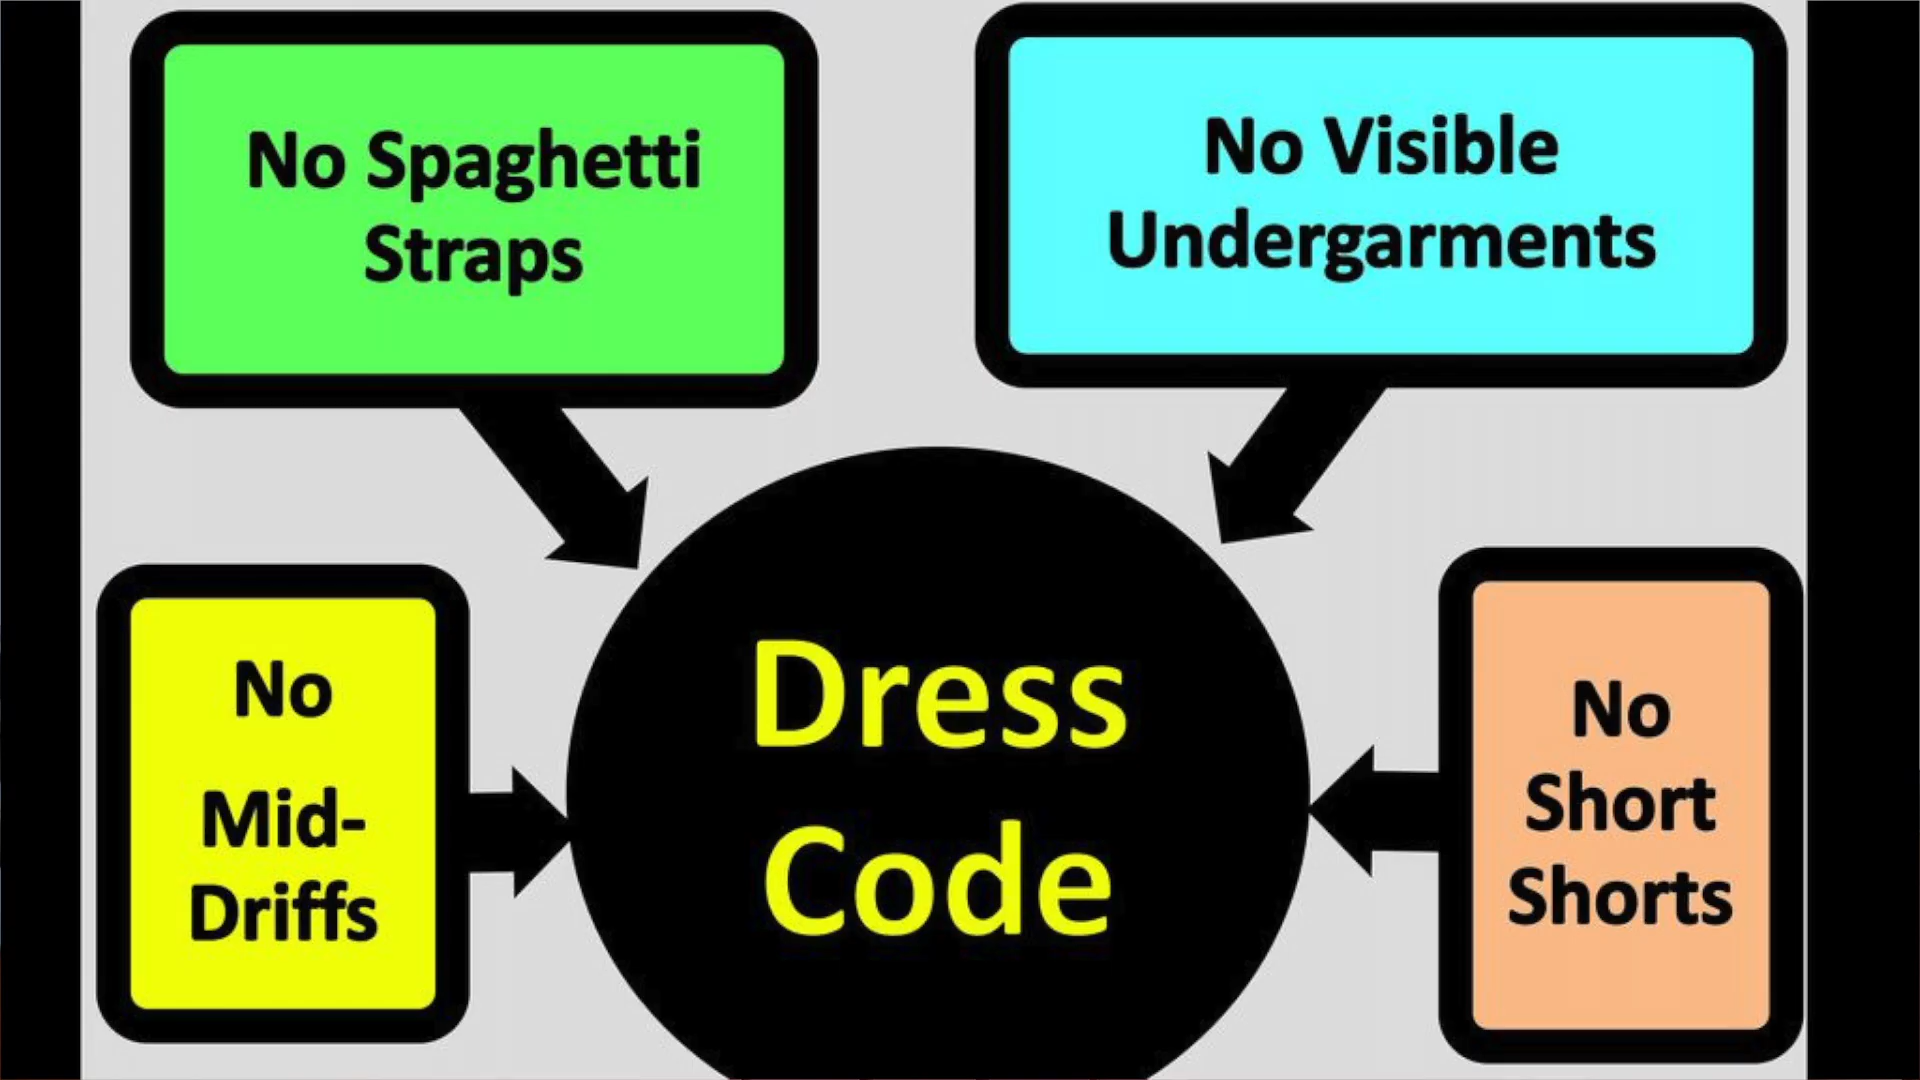 No Spaghetti
Straps
No Visible
Undergarments
No
Mid-
Driffs
Dress
Code
No
Short
Shorts